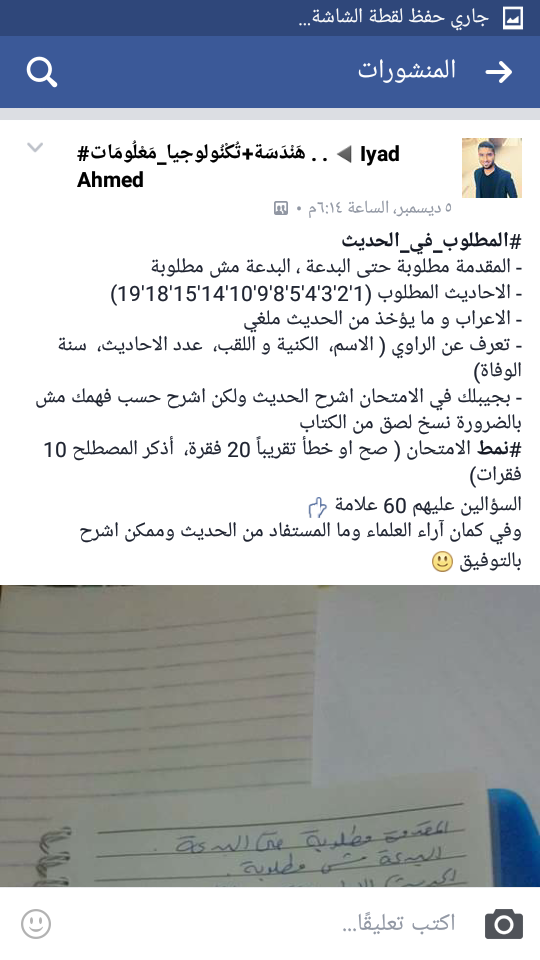 جاري حفظ لقطة الشاشة...
المنشورات
Iyad ◀ . . هَنْدَسَة+تُكْنُولوجيا_مَعْلُومَات#
Ahmed
٥ ديسمبر، الساعة ٦:١٤م •
#المطلوب_في_الحديث
- المقدمة مطلوبة حتى البدعة ، البدعة مش مطلوبة
- الاحاديث المطلوب (1'2'3'4'5'8'9'10'14'15'18'19)
- الاعراب و ما يؤخذ من الحديث ملغي
- تعرف عن الراوي ( الاسم، الكنية و اللقب، عدد الاحاديث، سنة
الوفاة)
- بجيبلك في الامتحان اشرح الحديث ولكن اشرح حسب فهمك مش
بالضرورة نسخ لصق من الكتاب
#نمط الامتحان ( صح او خطأ تقريباً 20 فقرة، أذكر المصطلح 10
فقرات)
السؤالين عليهم 60 علامة
وفي كمان آراء العلماء وما المستفاد من الحديث وممكن اشرح
بالتوفيق 🙂
المقدمة مطلوبة حتى البدعة .
البدعة مش مطلوبة .
اكتب تعليقًا...